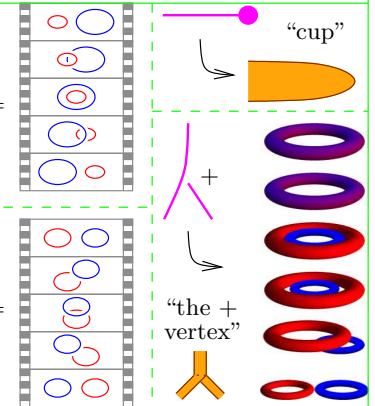 “cup”
=
+
=
“the +
vertex”